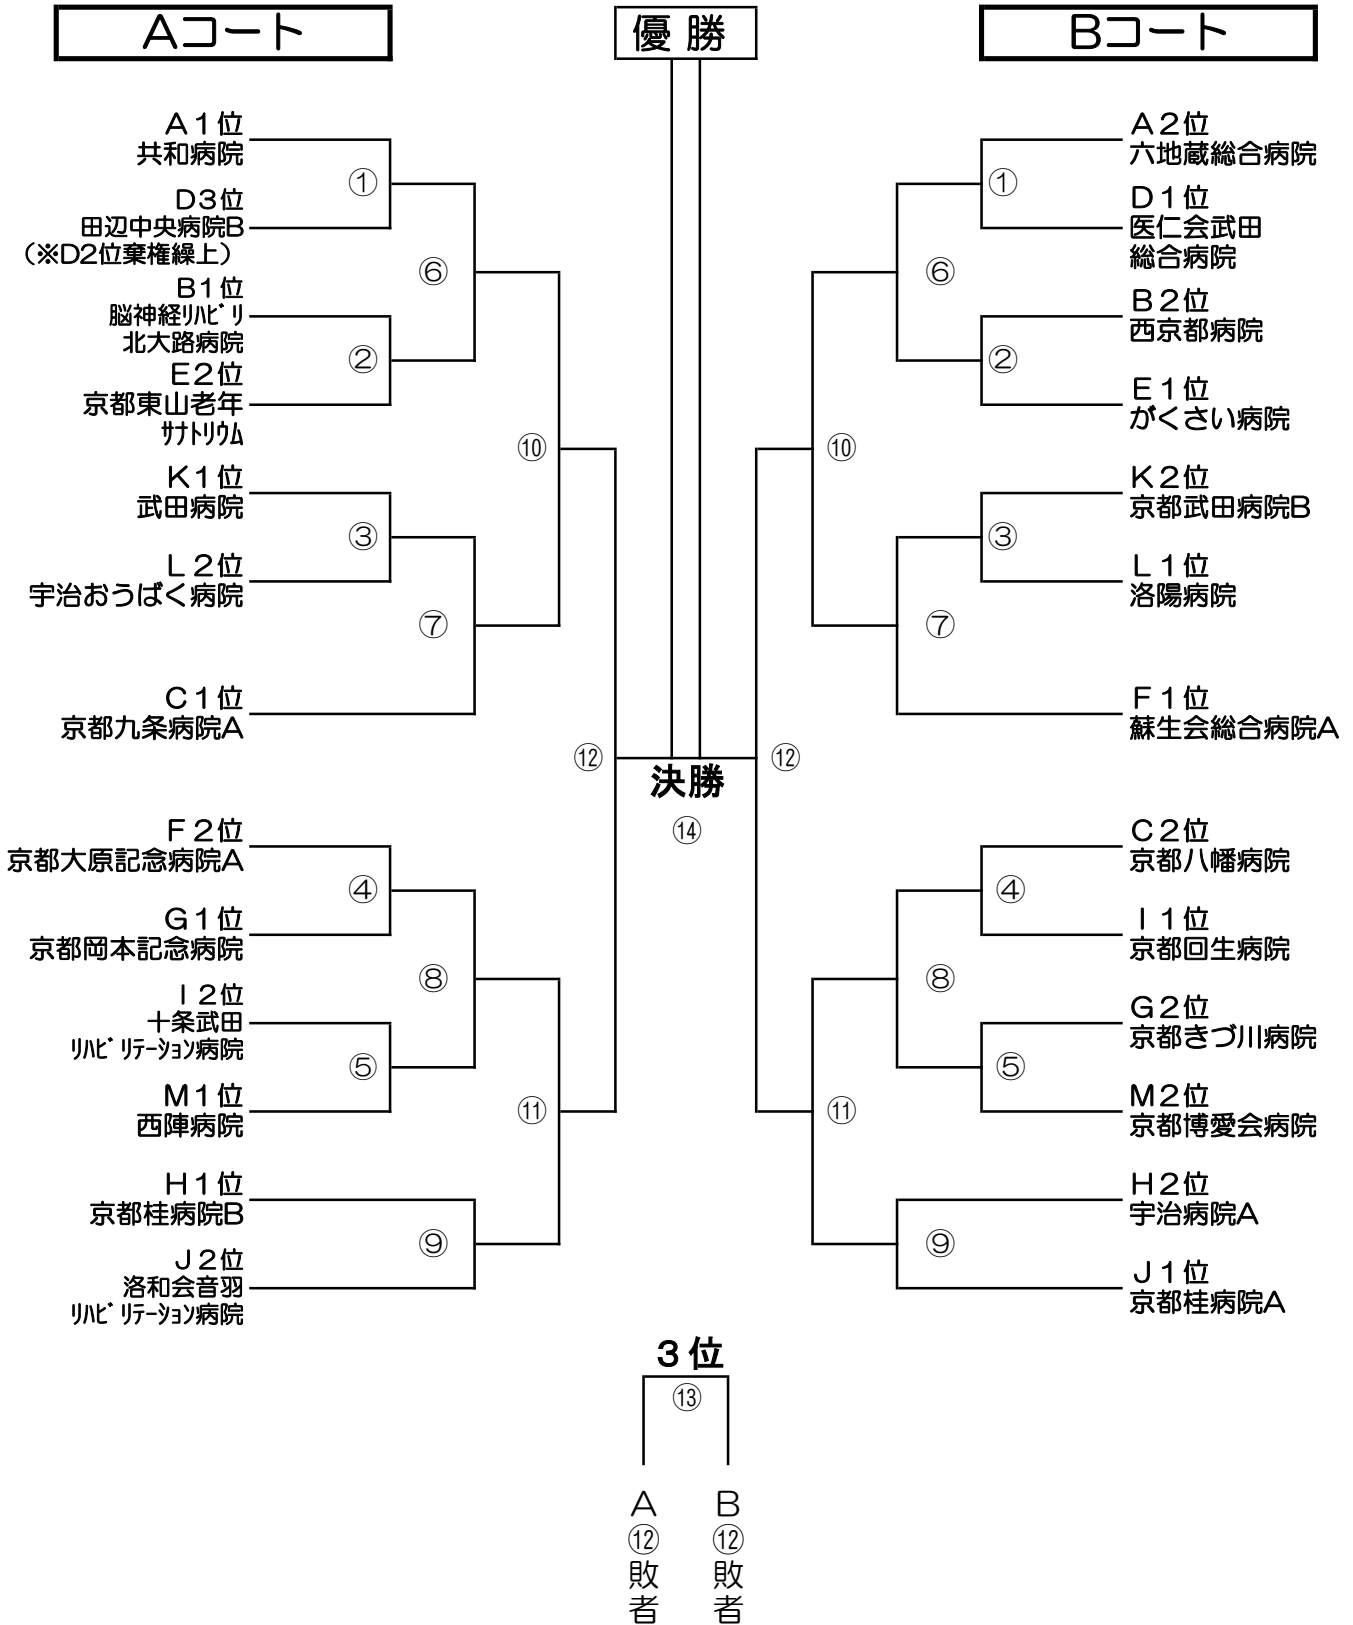 Aコート
優勝
Bコート
A1位
共和病院
①
D3位
田辺中央病院B
（※D2位棄権繰上）
⑥
B1位
脳神経ﾘﾊﾋﾞﾘ
北大路病院
②
E2位
京都東山老年
ｻﾅﾄﾘｳﾑ
⑩
K1位
武田病院
③
L2位
宇治おうばく病院
⑦
C1位
京都九条病院A
⑫
F2位
京都大原記念病院A
④
G1位
京都岡本記念病院
⑧
I2位
十条武田
ﾘﾊﾋﾞﾘﾃｰｼｮﾝ病院
⑤
M1位
西陣病院
⑪
H1位
京都桂病院B
⑨
J2位
洛和会音羽
ﾘﾊﾋﾞﾘﾃｰｼｮﾝ病院
決勝
⑭
A2位
六地蔵総合病院
①
D1位
医仁会武田
総合病院
⑥
B2位
西京都病院
②
E1位
がくさい病院
⑩
K2位
京都武田病院B
③
L1位
洛陽病院
⑦
F1位
蘇生会総合病院A
⑫
C2位
京都八幡病院
④
I1位
京都回生病院
⑧
G2位
京都きづ川病院
⑤
M2位
京都博愛会病院
⑪
H2位
宇治病院A
⑨
J1位
京都桂病院A
3位
⑬
A⑫敗者
B⑫敗者